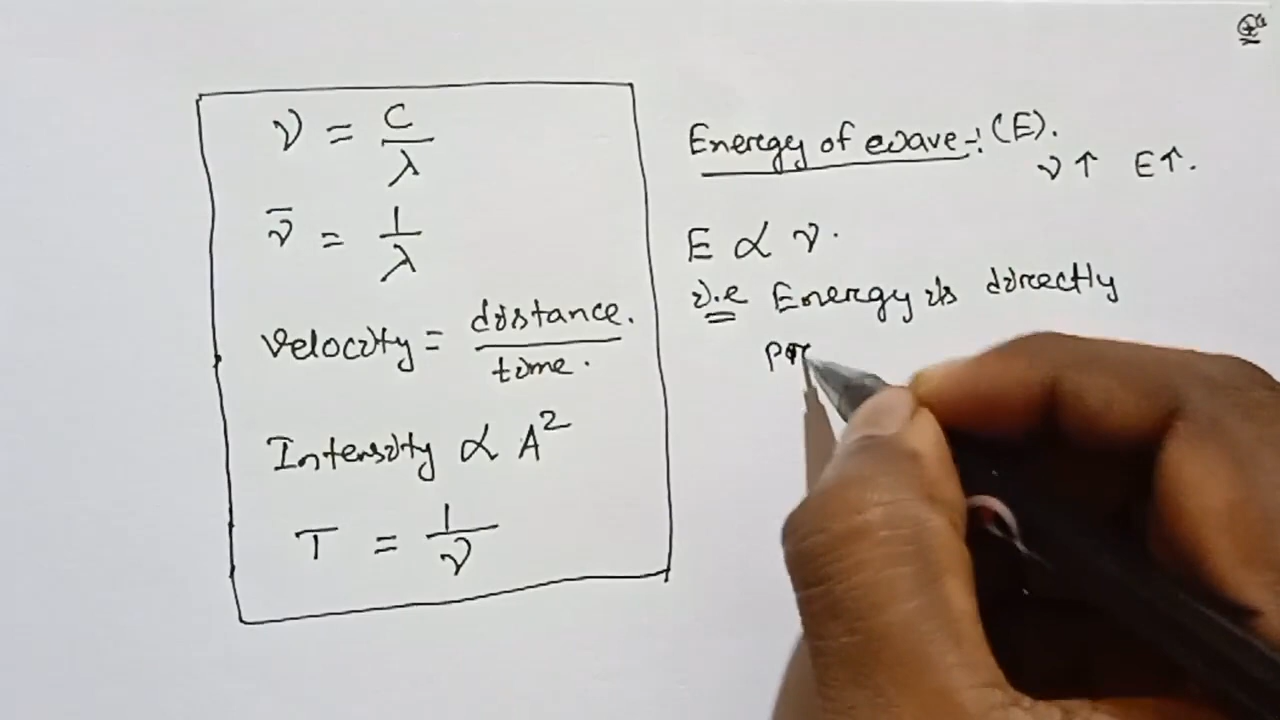 ν = c/λ
ν̄ = 1/λ
Velocity = distance. / time.
Intensity ∝ A²
T = 1/ν
Energy of wave:- (E).
ν↑ E↑.
E ∝ ν.
i.e Energy is directly